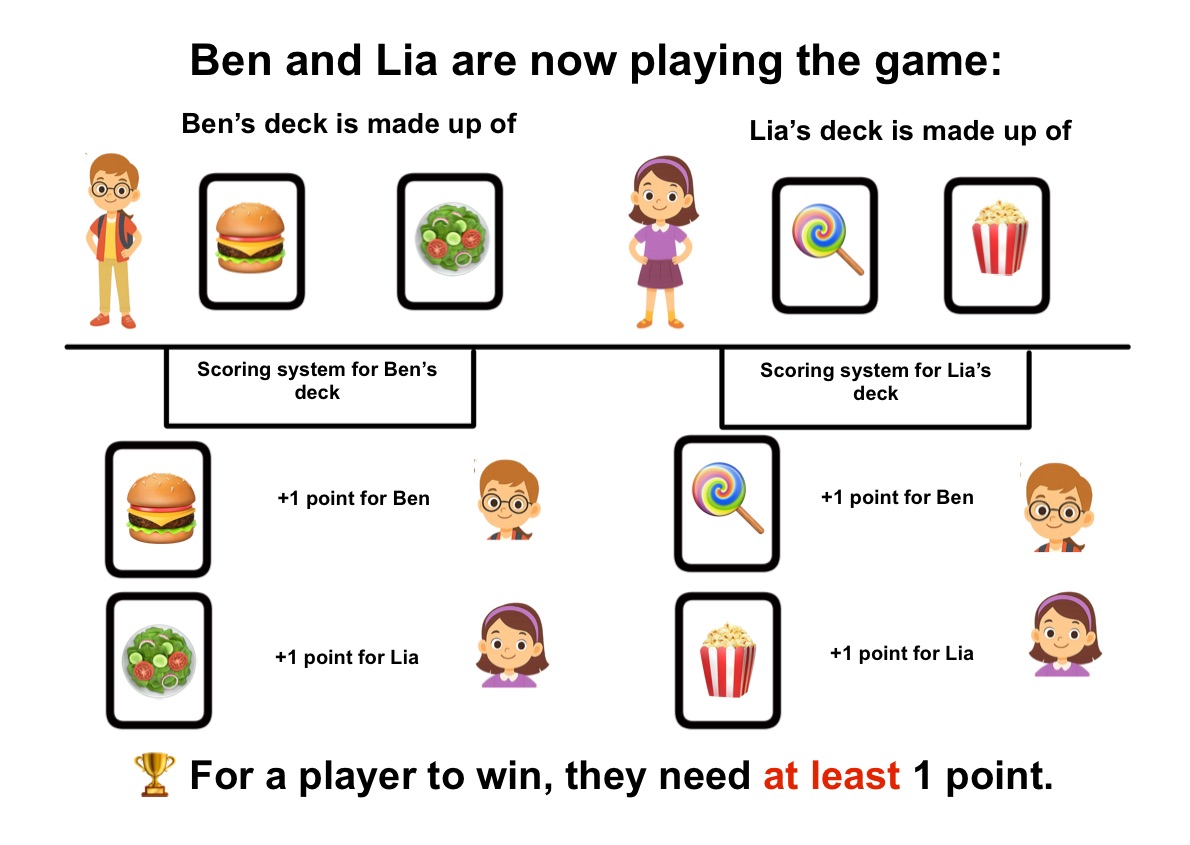 Ben and Lia are now playing the game:
Ben’s deck is made up of
Lia’s deck is made up of
Scoring system for Ben’s
deck
Scoring system for Lia’s
deck
+1 point for Ben
+1 point for Ben
+1 point for Lia
+1 point for Lia
🏆 For a player to win, they need at least 1 point.